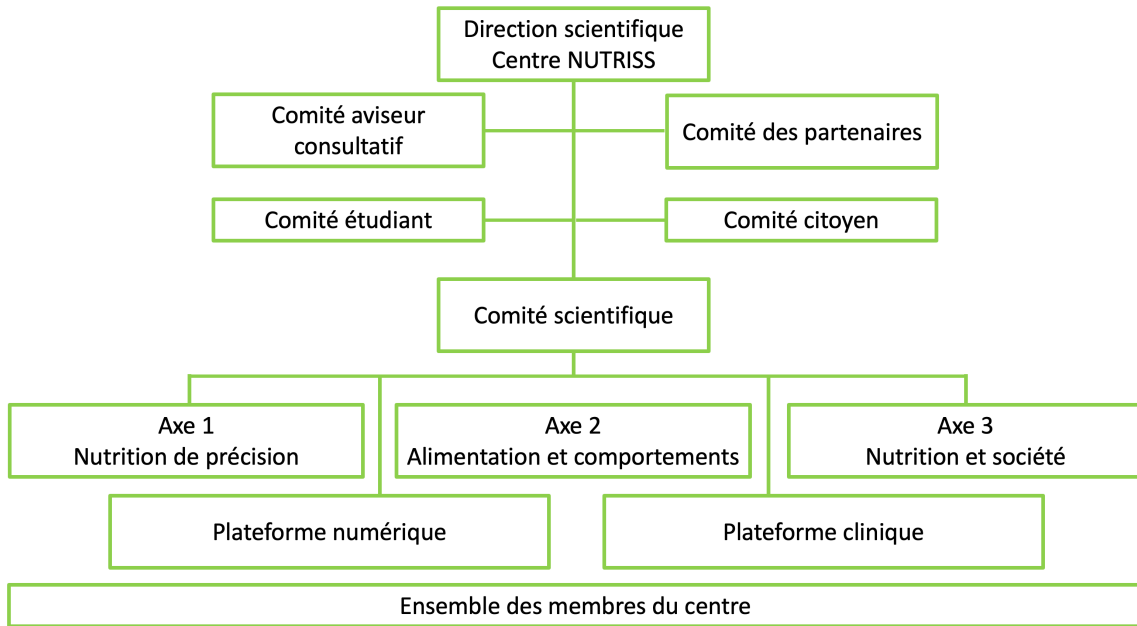 Direction scientifique
Centre NUTRISS
Comité aviseur
consultatif
Comité des partenaires
Comité étudiant
Comité citoyen
Comité scientifique
Axe 1
Nutrition de précision
Axe 2
Alimentation et comportements
Axe 3
Nutrition et société
Plateforme numérique
Plateforme clinique
Ensemble des membres du centre